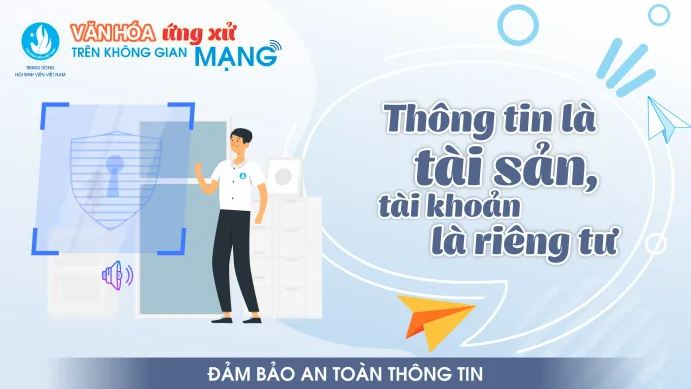 VĂN HÓA ứng xử
TRÊN KHÔNG GIAN MẠNG
TRUNG ƯƠNG
HỘI SINH VIÊN VIỆT NAM
Thông tin là
tài sản,
tài khoản
là riêng tư
ĐẢM BẢO AN TOÀN THÔNG TIN